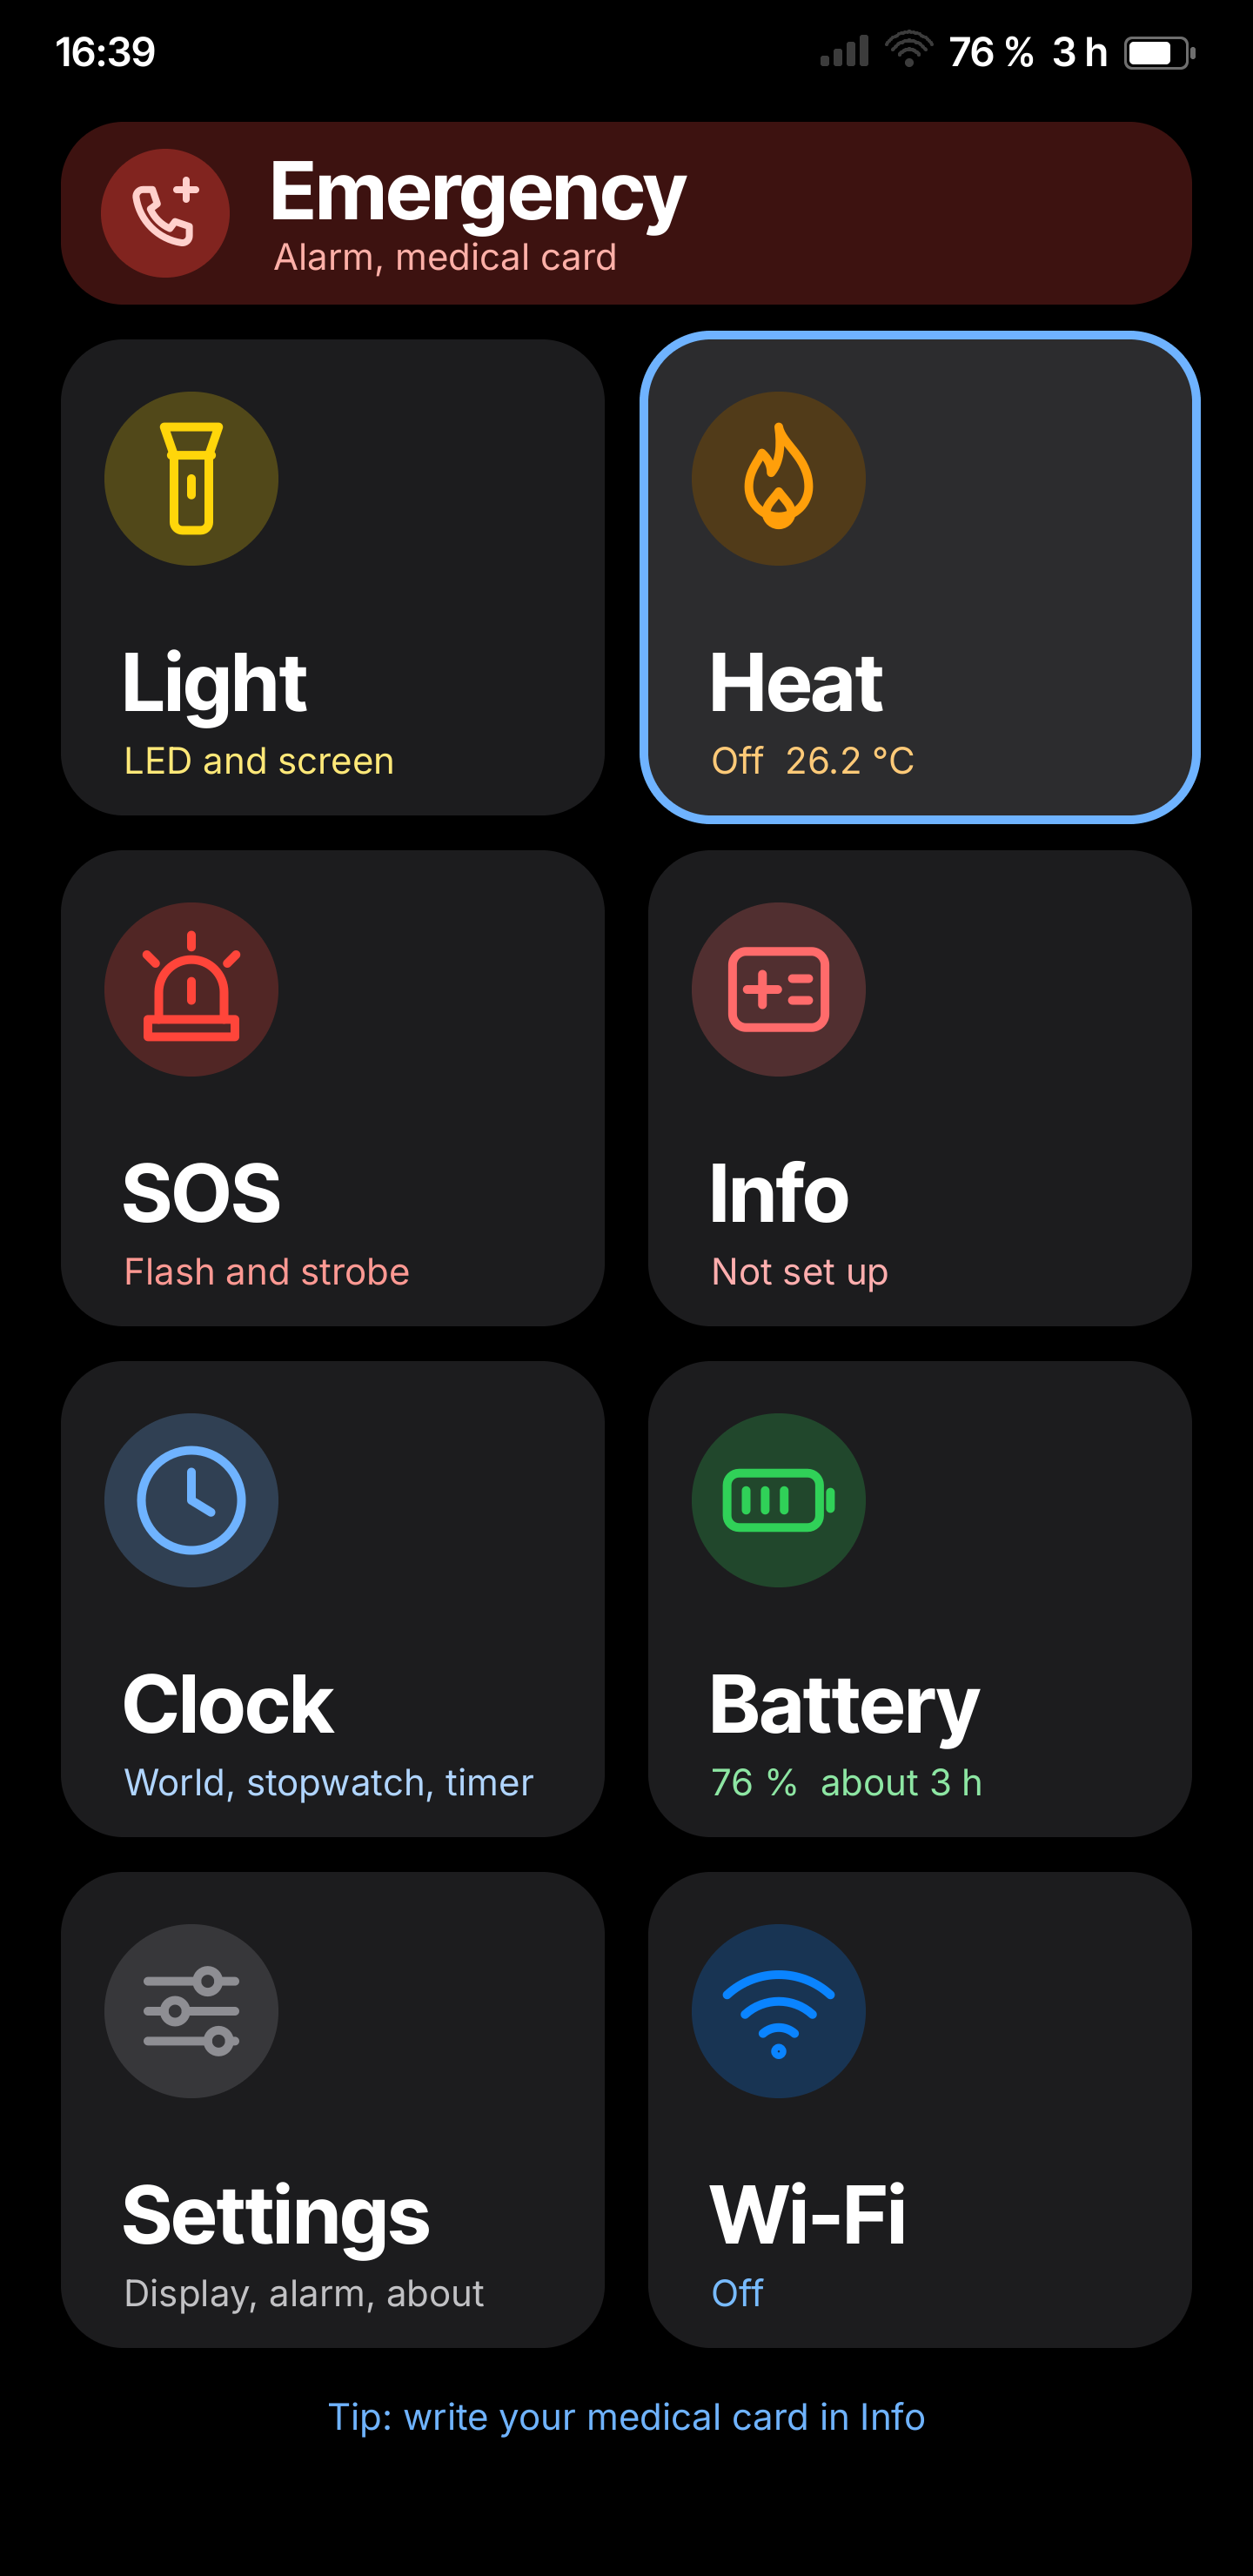 16:39 76 % 3 h
Emergency
Alarm, medical card
Light
LED and screen
Heat
Off 26.2 °C
SOS
Flash and strobe
Info
Not set up
Clock
World, stopwatch, timer
Battery
76 % about 3 h
Settings
Display, alarm, about
Wi-Fi
Off
Tip: write your medical card in Info